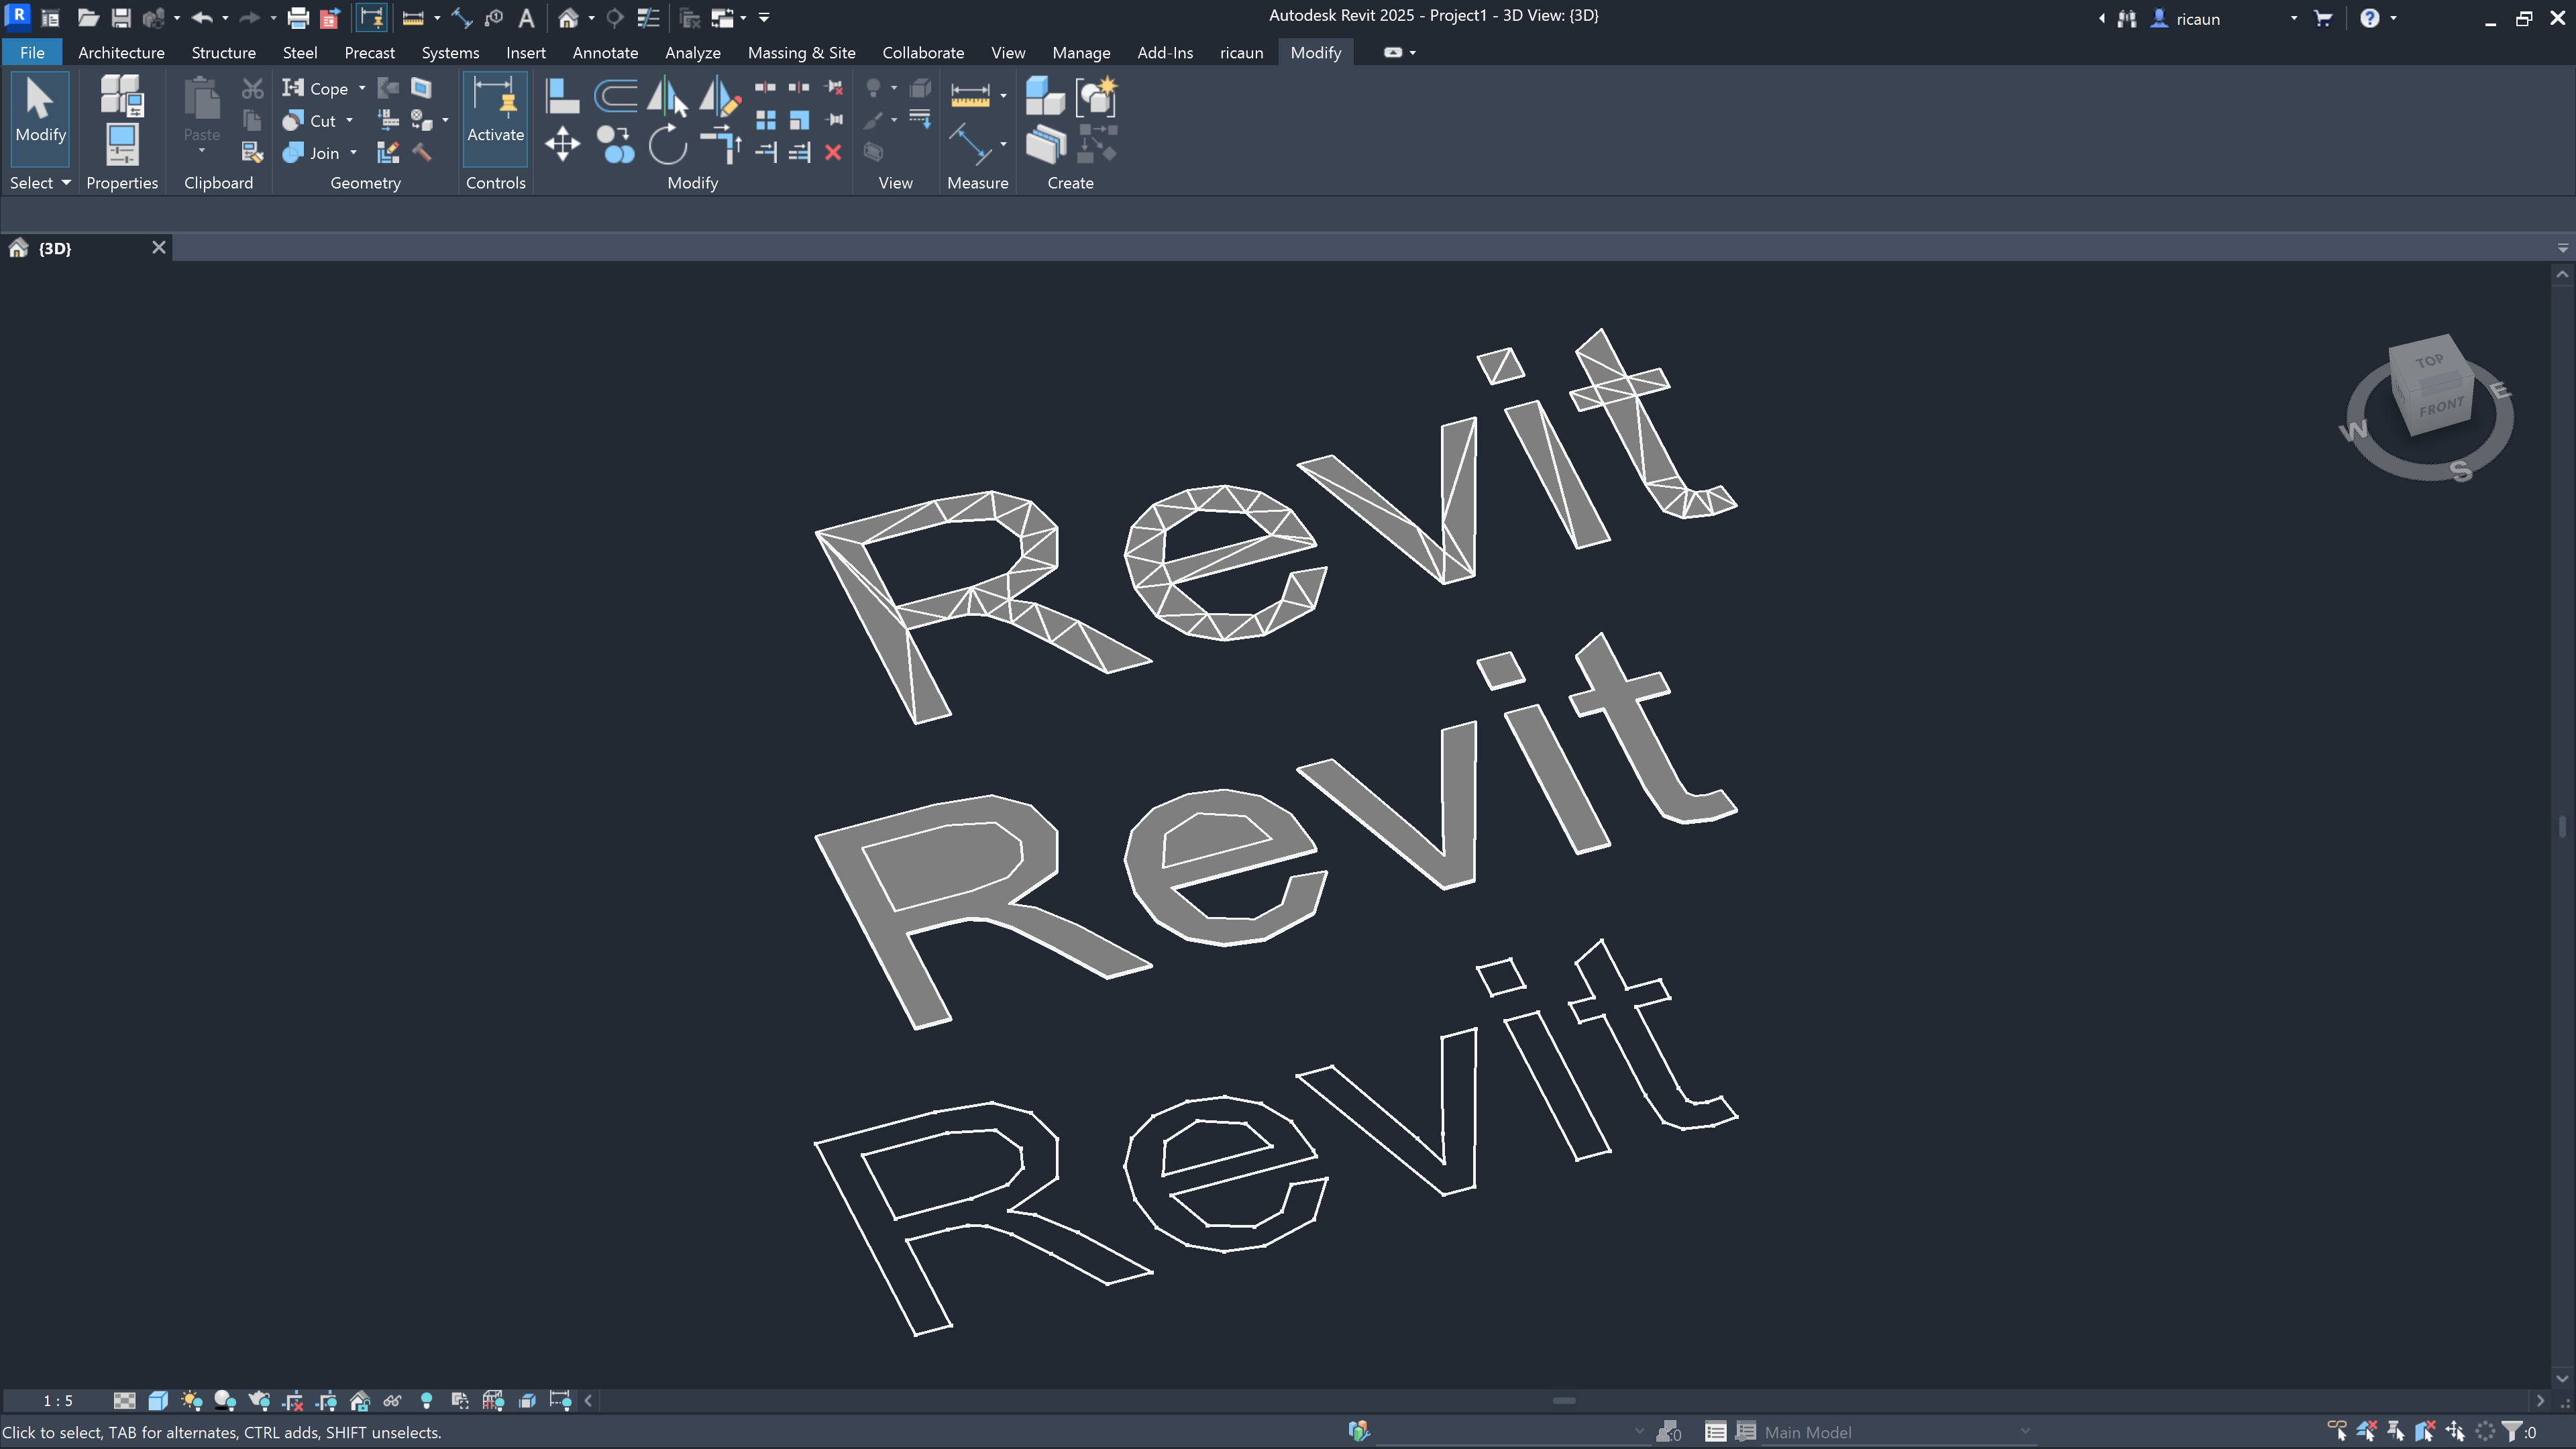 R
Autodesk Revit 2025 - Project1 - 3D View: {3D}
ricaun
File Architecture Structure Steel Precast Systems Insert Annotate Analyze Massing & Site Collaborate View Manage Add-Ins ricaun Modify
Modify
Paste
Cope
Cut
Join
Activate
Select Properties Clipboard Geometry Controls Modify View Measure Create
{3D}
TOP
FRONT
W
E
S
Revit
Revit
Revit
1 : 5
Click to select, TAB for alternates, CTRL adds, SHIFT unselects.
:0
Main Model
:0